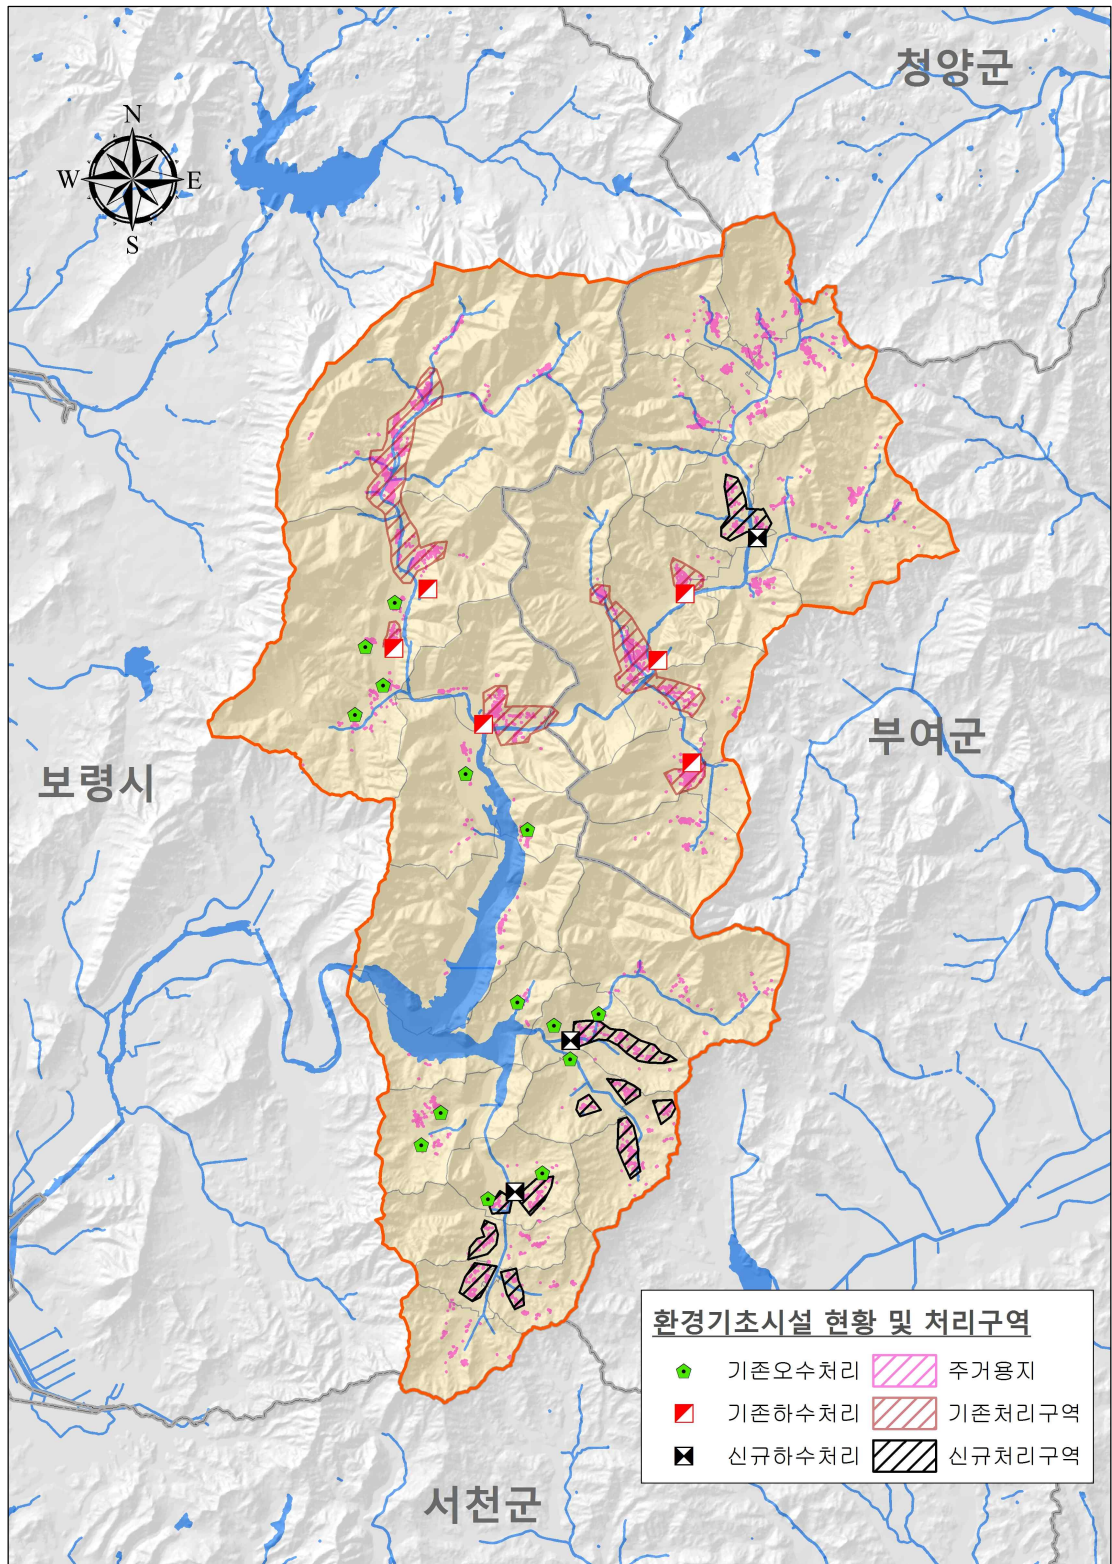 청양군
N
W
E
S
부여군
보령시
환경기초시설 현황 및 처리구역
기존오수처리 주거용지
기존하수처리 기존처리구역
신규하수처리 신규처리구역
서천군